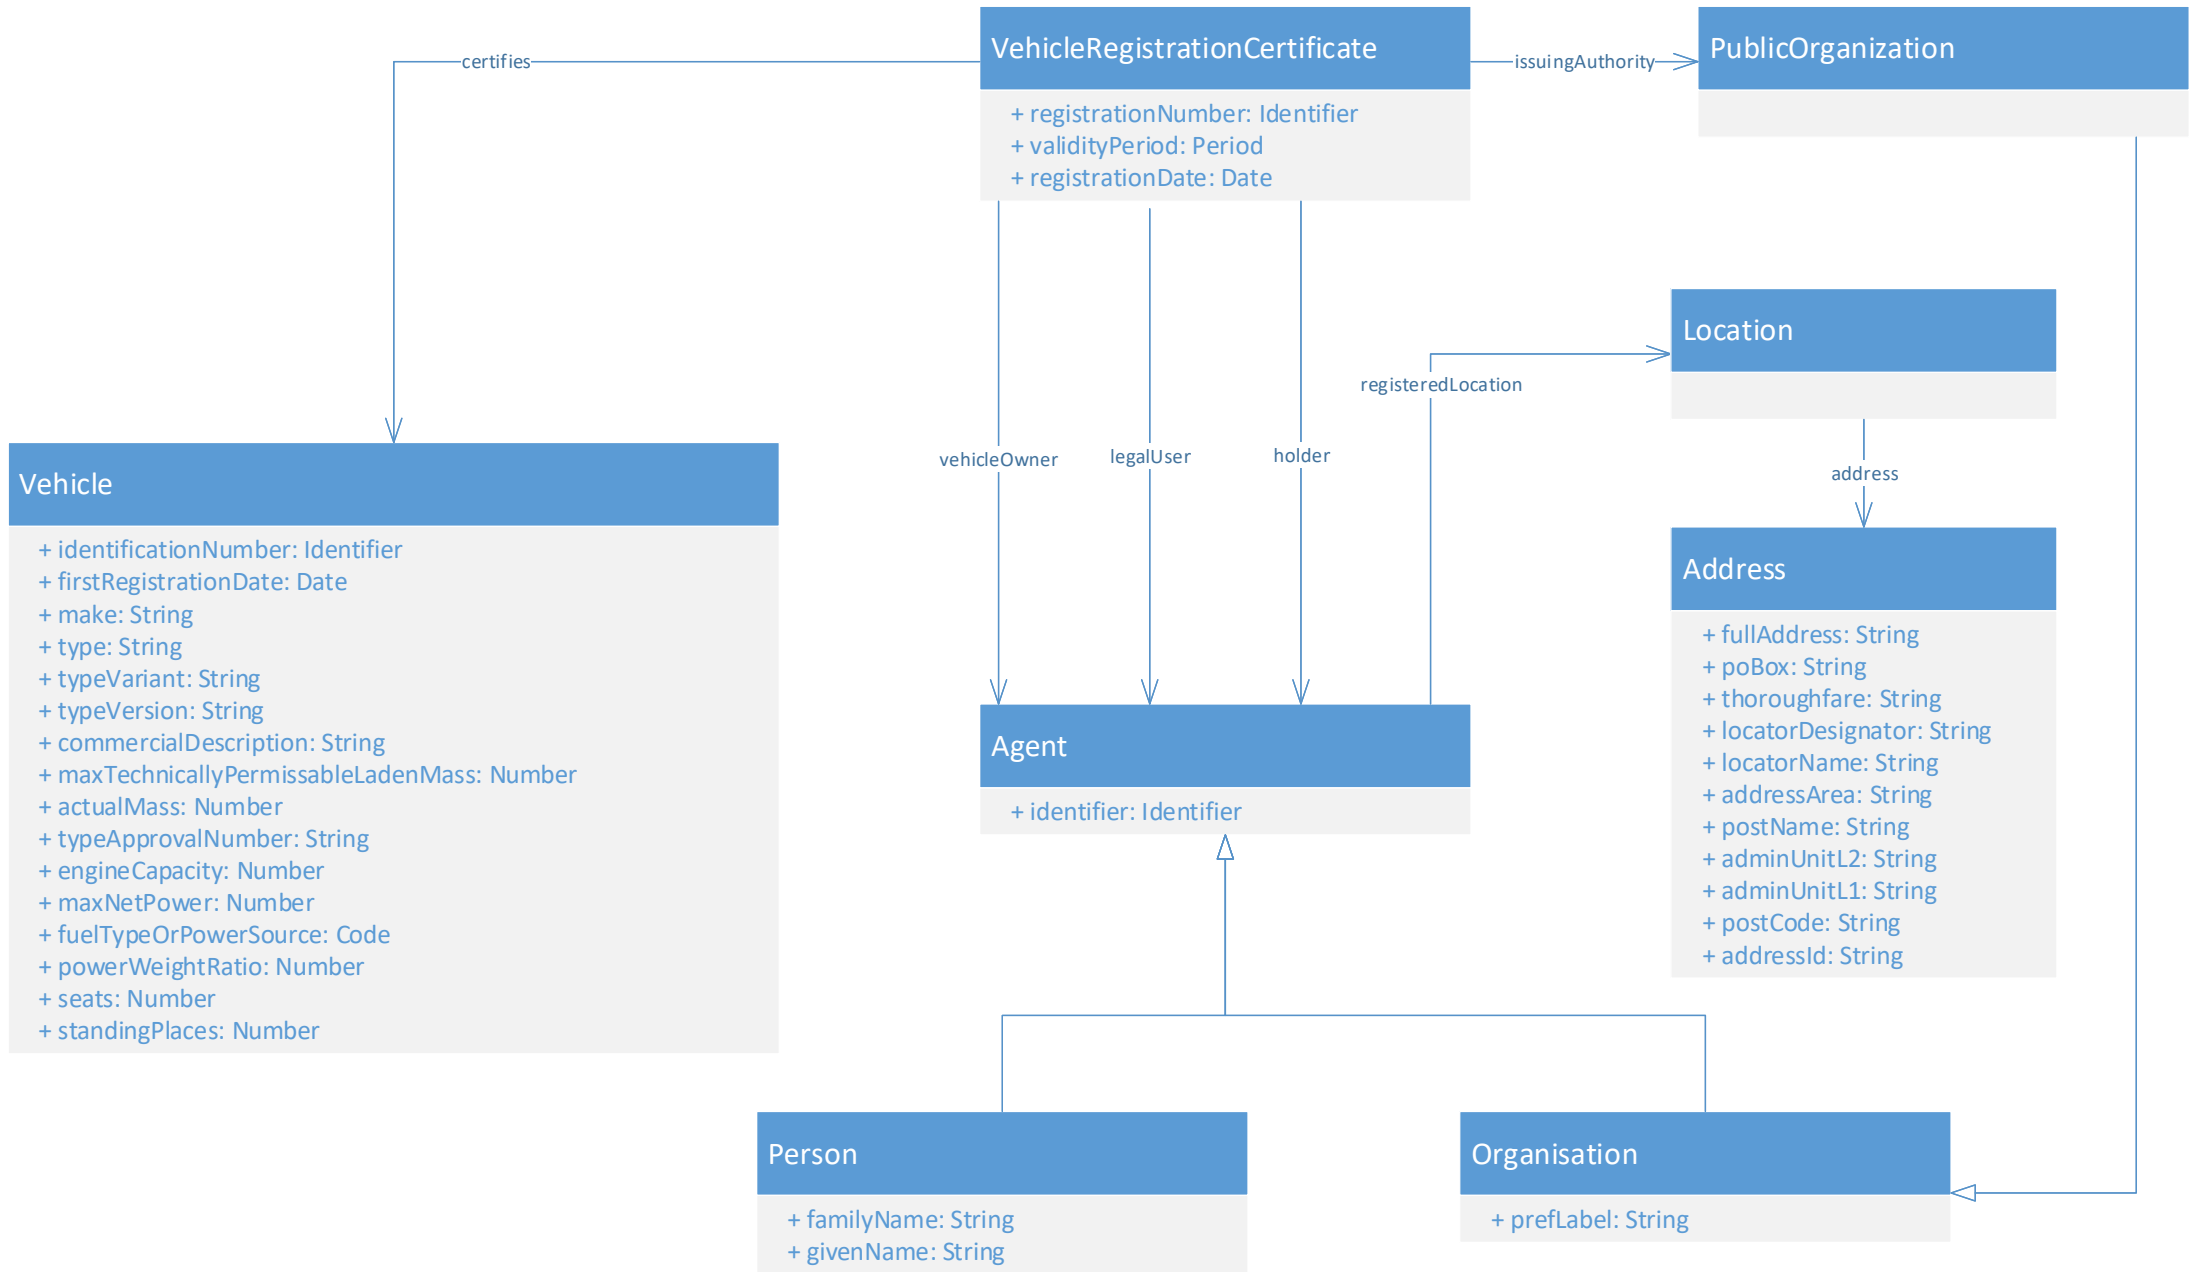 VehicleRegistrationCertificate
+ registrationNumber: Identifier
+ validityPeriod: Period
+ registrationDate: Date
certifies
issuingAuthority
PublicOrganization
Location
registeredLocation
vehicleOwner
legalUser
holder
address
Vehicle
+ identificationNumber: Identifier
+ firstRegistrationDate: Date
+ make: String
+ type: String
+ typeVariant: String
+ typeVersion: String
+ commercialDescription: String
+ maxTechnicallyPermissableLadenMass: Number
+ actualMass: Number
+ typeApprovalNumber: String
+ engineCapacity: Number
+ maxNetPower: Number
+ fuelTypeOrPowerSource: Code
+ powerWeightRatio: Number
+ seats: Number
+ standingPlaces: Number
Agent
+ identifier: Identifier
Address
+ fullAddress: String
+ poBox: String
+ thoroughfare: String
+ locatorDesignator: String
+ locatorName: String
+ addressArea: String
+ postName: String
+ adminUnitL2: String
+ adminUnitL1: String
+ postCode: String
+ addressId: String
Person
+ familyName: String
+ givenName: String
Organisation
+ prefLabel: String